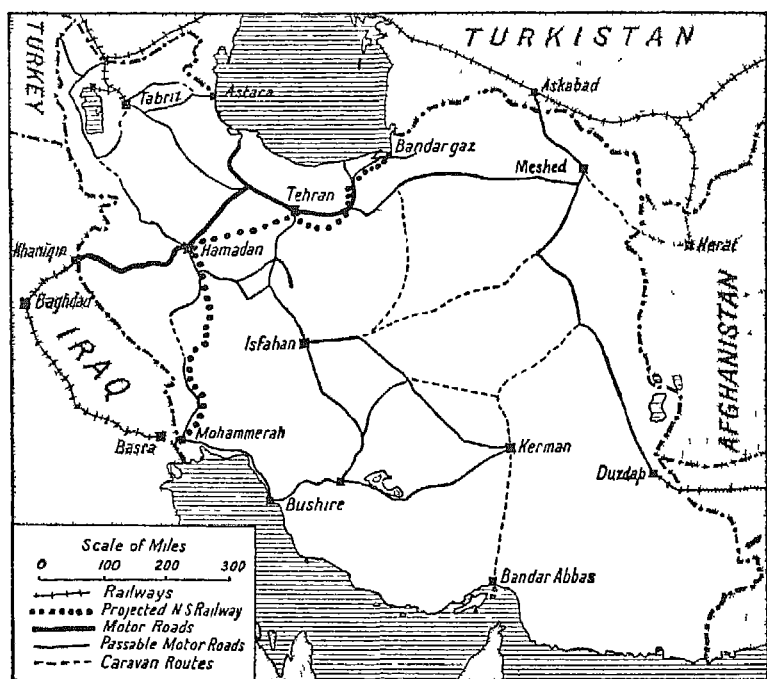 TURKISTAN
TURKEY
Tabriz
Astara
Askabad
Bandargaz
Meshed
Tehran
Herat
Khaniqin
Hamadan
Baghdad
IRAQ
AFGHANISTAN
Isfahan
Basra
Mohammerah
Kerman
Duzdap
Bushire
Bandar Abbas
Scale of Miles
0 100 200 300
Railways
Projected N S Railway
Motor Roads
Passable Motor Roads
Caravan Routes